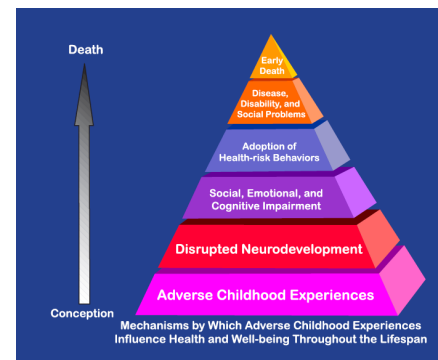 Death
Early
Death
Disease,
Disability, and
Social Problems
Adoption of
Health-risk Behaviors
Social, Emotional, and
Cognitive Impairment
Disrupted Neurodevelopment
Adverse Childhood Experiences
Conception
Mechanisms by Which Adverse Childhood Experiences
Influence Health and Well-being Throughout the Lifespan